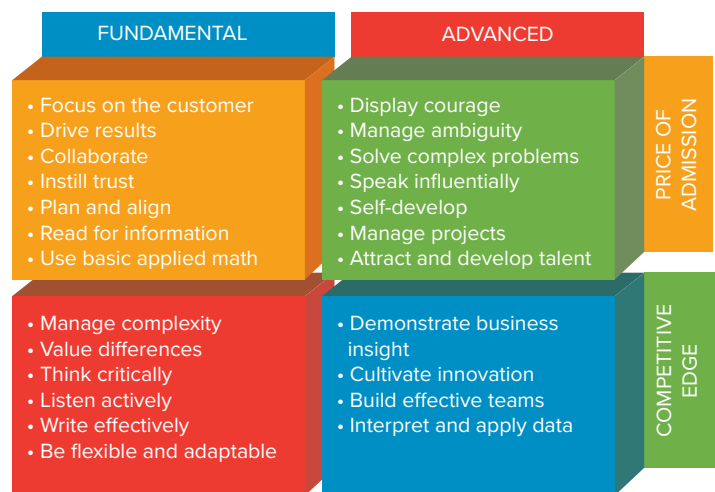 FUNDAMENTAL
ADVANCED
• Focus on the customer
• Drive results
• Collaborate
• Instill trust
• Plan and align
• Read for information
• Use basic applied math
• Display courage
• Manage ambiguity
• Solve complex problems
• Speak influentially
• Self-develop
• Manage projects
• Attract and develop talent
PRICE OF
ADMISSION
• Manage complexity
• Value differences
• Think critically
• Listen actively
• Write effectively
• Be flexible and adaptable
• Demonstrate business
insight
• Cultivate innovation
• Build effective teams
• Interpret and apply data
COMPETITIVE
EDGE